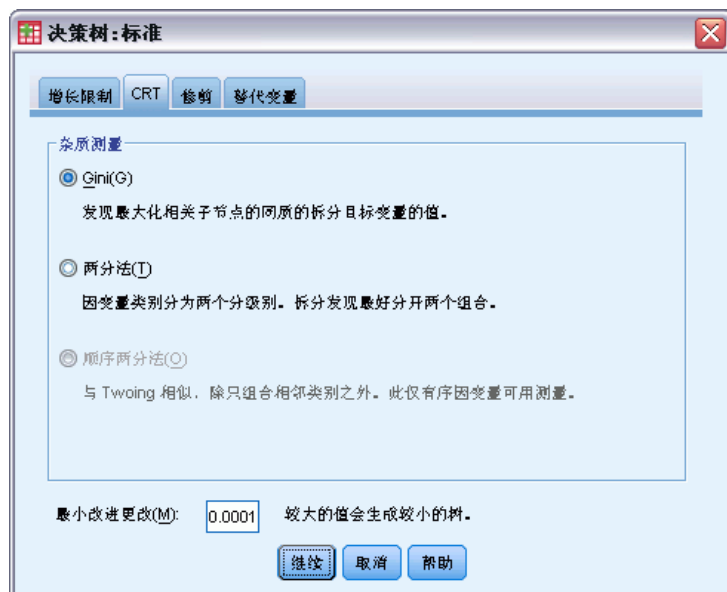 决策树:标准
增长限制 CRT 修剪 替代变量
杂质测量
Gini(G)
发现最大化相关子节点的同质的拆分目标变量的值。
两分法(T)
因变量类别分为两个分级别。拆分发现最好分开两个组合。
顺序两分法(O)
与 Twoing 相似，除只组合相邻类别之外。此仅有序因变量可用测量。
最小改进更改(M): 0.0001 较大的值会生成较小的树。
继续 取消 帮助